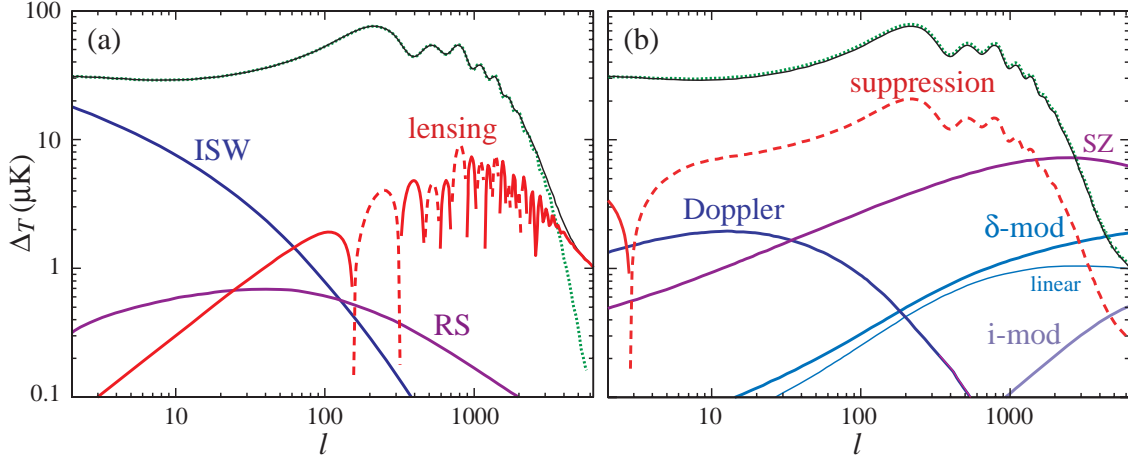 100
10
1
0.1
Δ_T (μK)
(a)
ISW
lensing
RS
10
100
1000
l
(b)
suppression
SZ
Doppler
δ-mod
linear
i-mod
10
100
1000
l